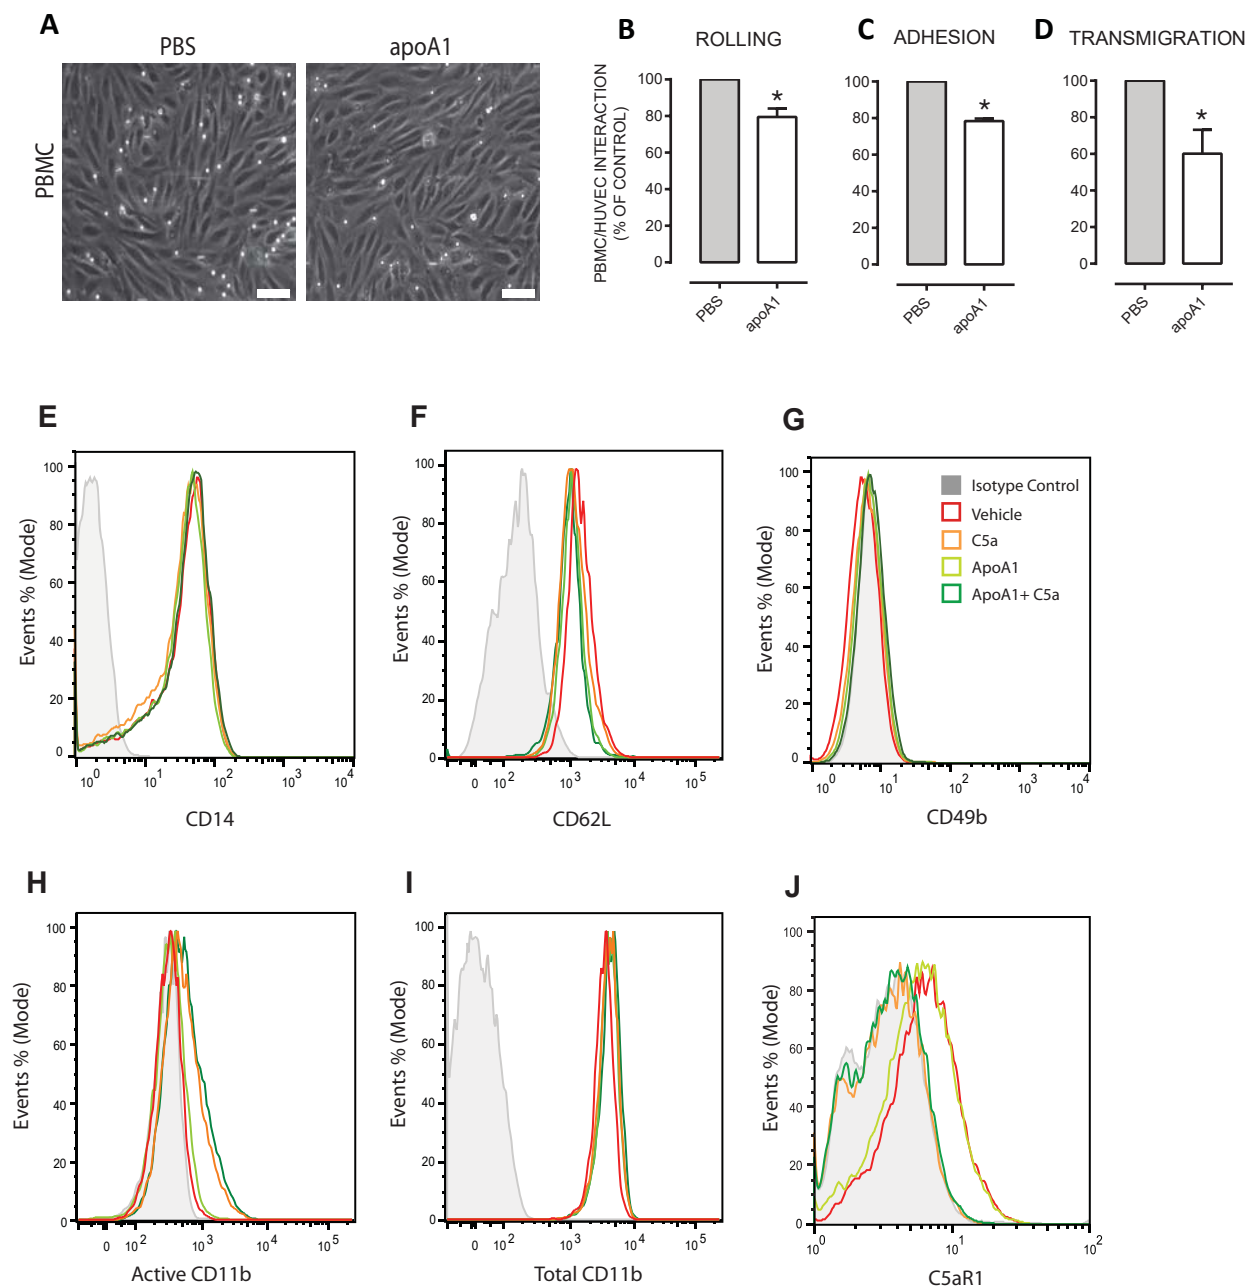 A
PBS
apoA1
PBMC
B
ROLLING
PBMC/HUVEC INTERACTION
(% OF CONTROL)
100
80
60
40
20
0
PBS
apoA1
*
C
ADHESION
100
80
60
40
20
0
PBS
apoA1
*
D
TRANSMIGRATION
100
80
60
40
20
0
PBS
apoA1
*
E
Events % (Mode)
100
80
60
40
20
0
10^0
10^1
10^2
10^3
10^4
CD14
F
Events % (Mode)
100
80
60
40
20
0
0
10^2
10^3
10^4
10^5
CD62L
G
Events % (Mode)
100
80
60
40
20
0
10^0
10^1
10^2
10^3
10^4
CD49b
Isotype Control
Vehicle
C5a
ApoA1
ApoA1+ C5a
H
Events % (Mode)
100
80
60
40
20
0
0
10^2
10^3
10^4
10^5
Active CD11b
I
Events % (Mode)
100
80
60
40
20
0
0
10^2
10^3
10^4
10^5
Total CD11b
J
Events % (Mode)
100
80
60
40
20
0
10^0
10^1
10^2
C5aR1